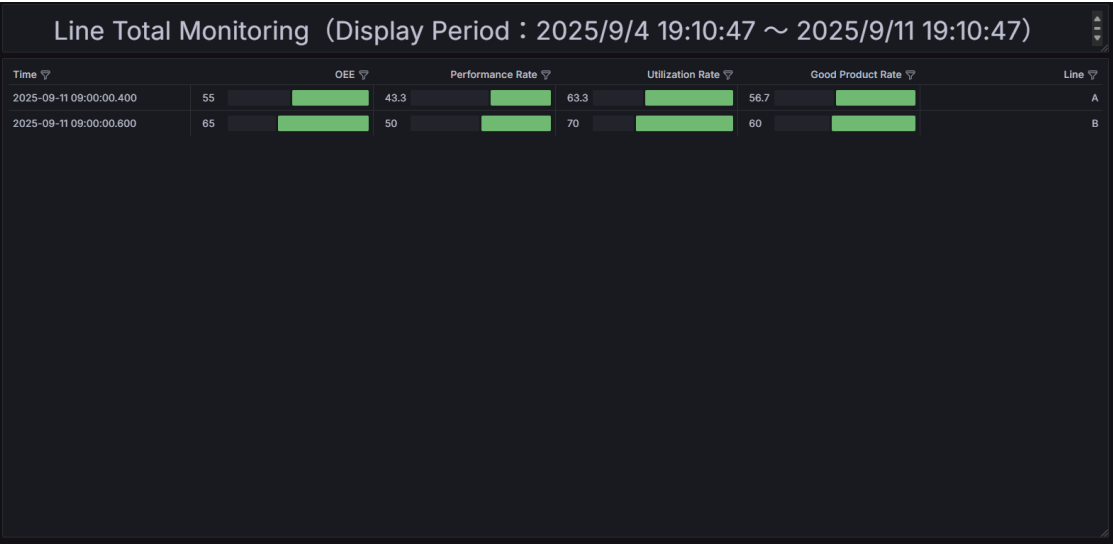 Line Total Monitoring（Display Period：2025/9/4 19:10:47 ～ 2025/9/11 19:10:47）
Time OEE Performance Rate Utilization Rate Good Product Rate Line
2025-09-11 09:00:00.400 55 43.3 63.3 56.7 A
2025-09-11 09:00:00.600 65 50 70 60 B